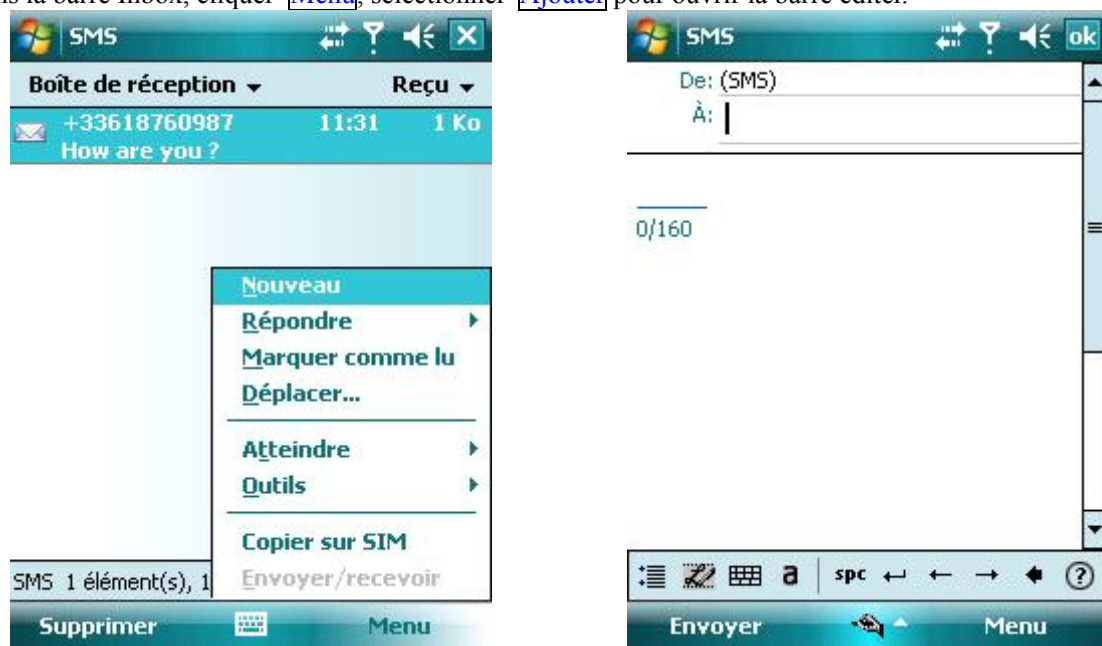 la barre Inbox, cliquer Menu, sélectionner Ajouter pour ouvrir la barre éditer.
SMS
Boîte de réception Reçu
+33618760987 11:31 1 Ko
How are you ?
Nouveau
Répondre
Marquer comme lu
Déplacer...
Atteindre
Outils
Copier sur SIM
Envoyer/recevoir
SMS 1 élément(s), 1
Supprimer Menu
SMS ok
De: (SMS)
À:
0/160
a spc
Envoyer Menu